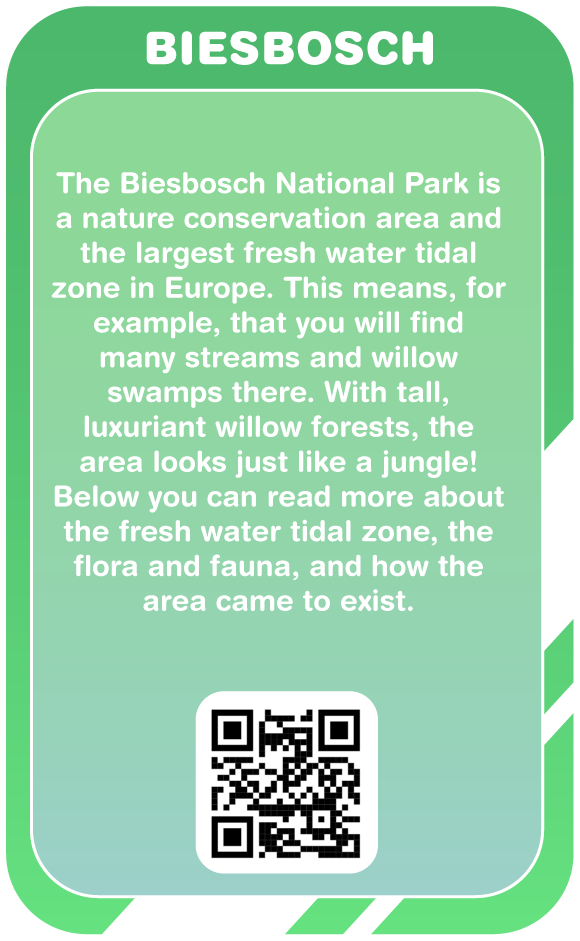 BIESBOSCH
The Biesbosch National Park is
a nature conservation area and
the largest fresh water tidal
zone in Europe. This means, for
example, that you will find
many streams and willow
swamps there. With tall,
luxuriant willow forests, the
area looks just like a jungle!
Below you can read more about
the fresh water tidal zone, the
flora and fauna, and how the
area came to exist.